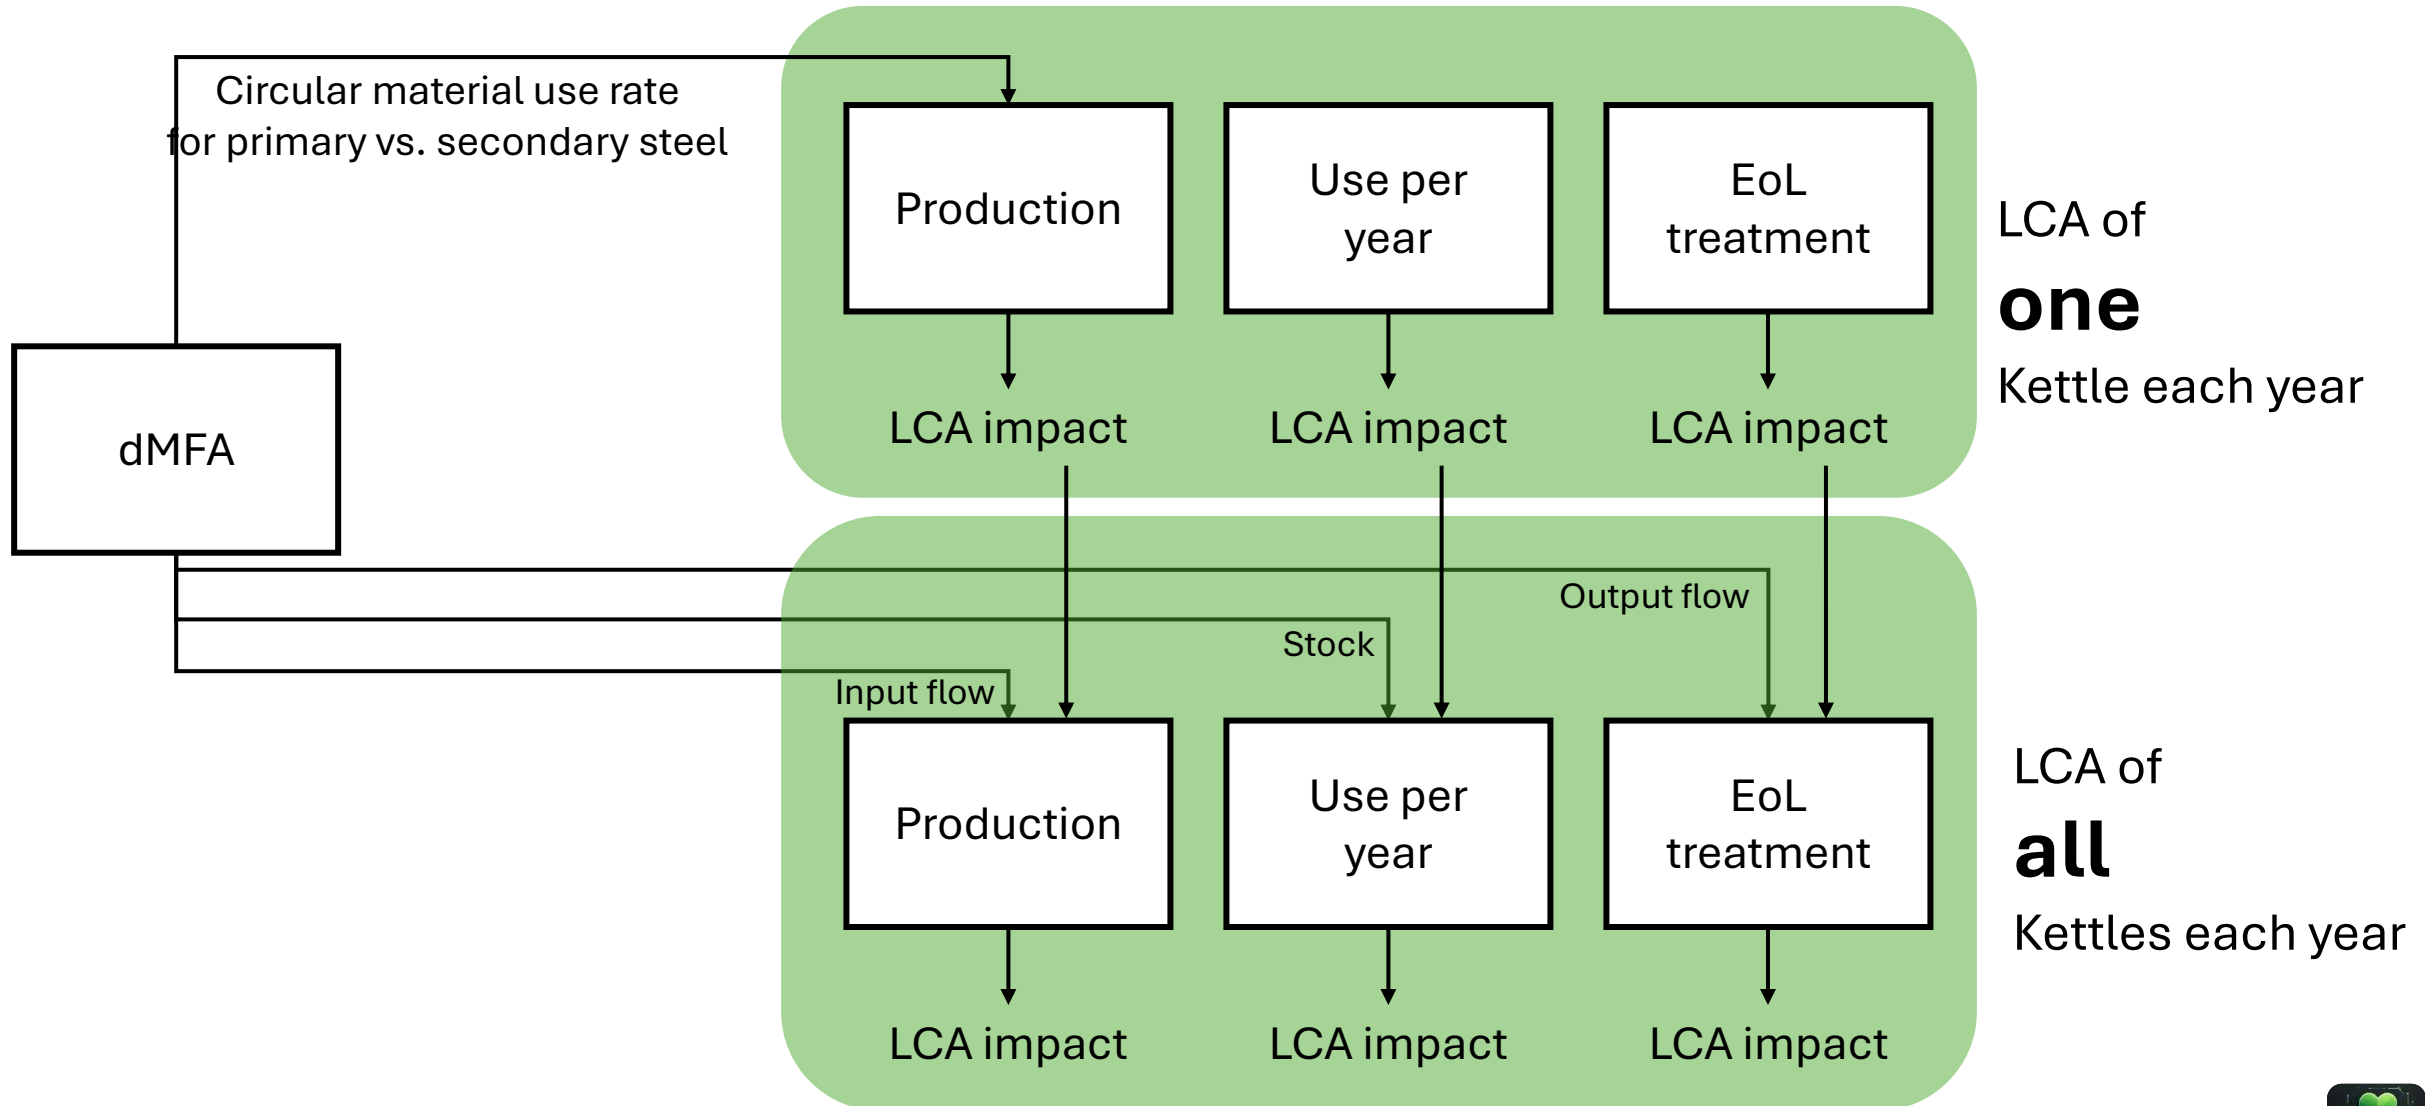 Circular material use rate
for primary vs. secondary steel
dMFA
Production
Use per
year
EoL
treatment
LCA impact
LCA impact
LCA impact
LCA of
one
Kettle each year
Output flow
Stock
Input flow
Production
Use per
year
EoL
treatment
LCA impact
LCA impact
LCA impact
LCA of
all
Kettles each year